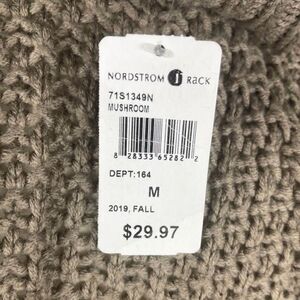 NORDSTROM r RACK
71S1349N
MUSHROOM
8 28333 65282 2
DEPT:164
M
2019, FALL
$29.97